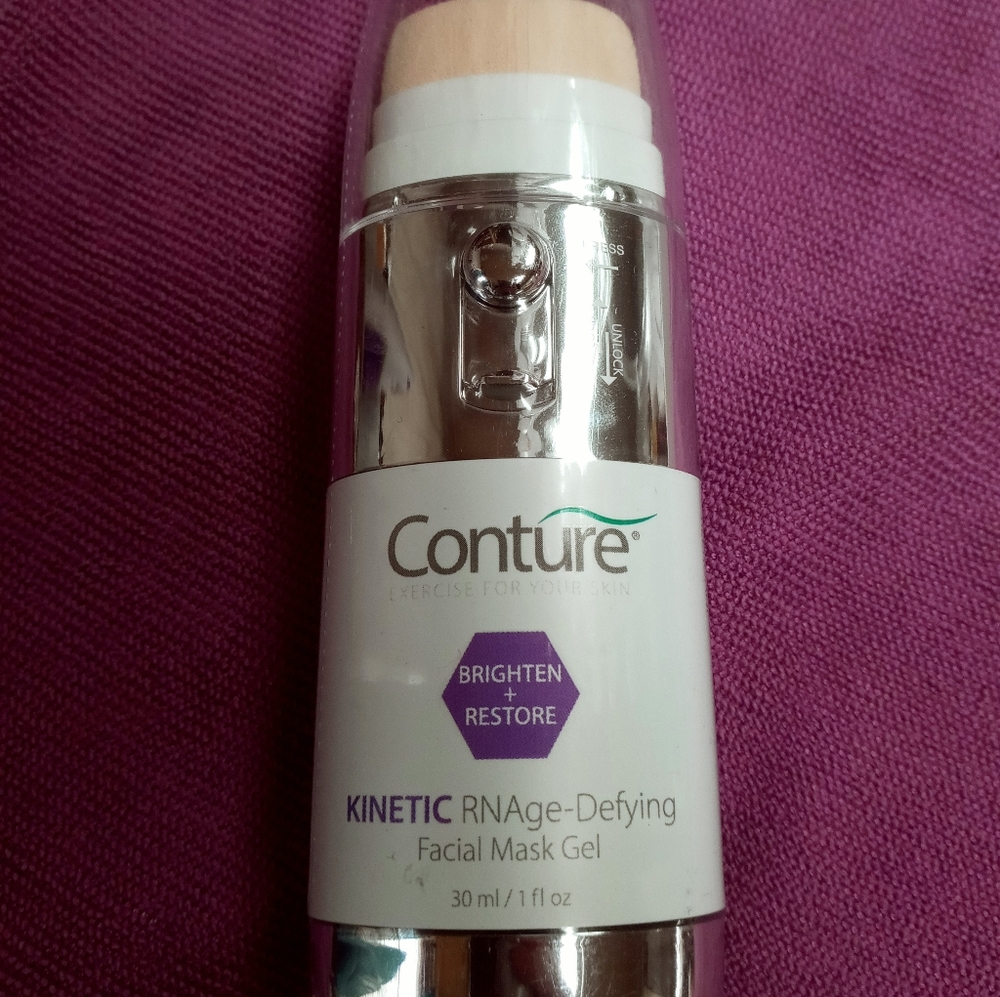 UNLOCK
Conture®
EXERCISE FOR YOUR SKIN
BRIGHTEN
+
RESTORE
KINETIC RNAge-Defying
Facial Mask Gel
30 ml / 1 fl oz